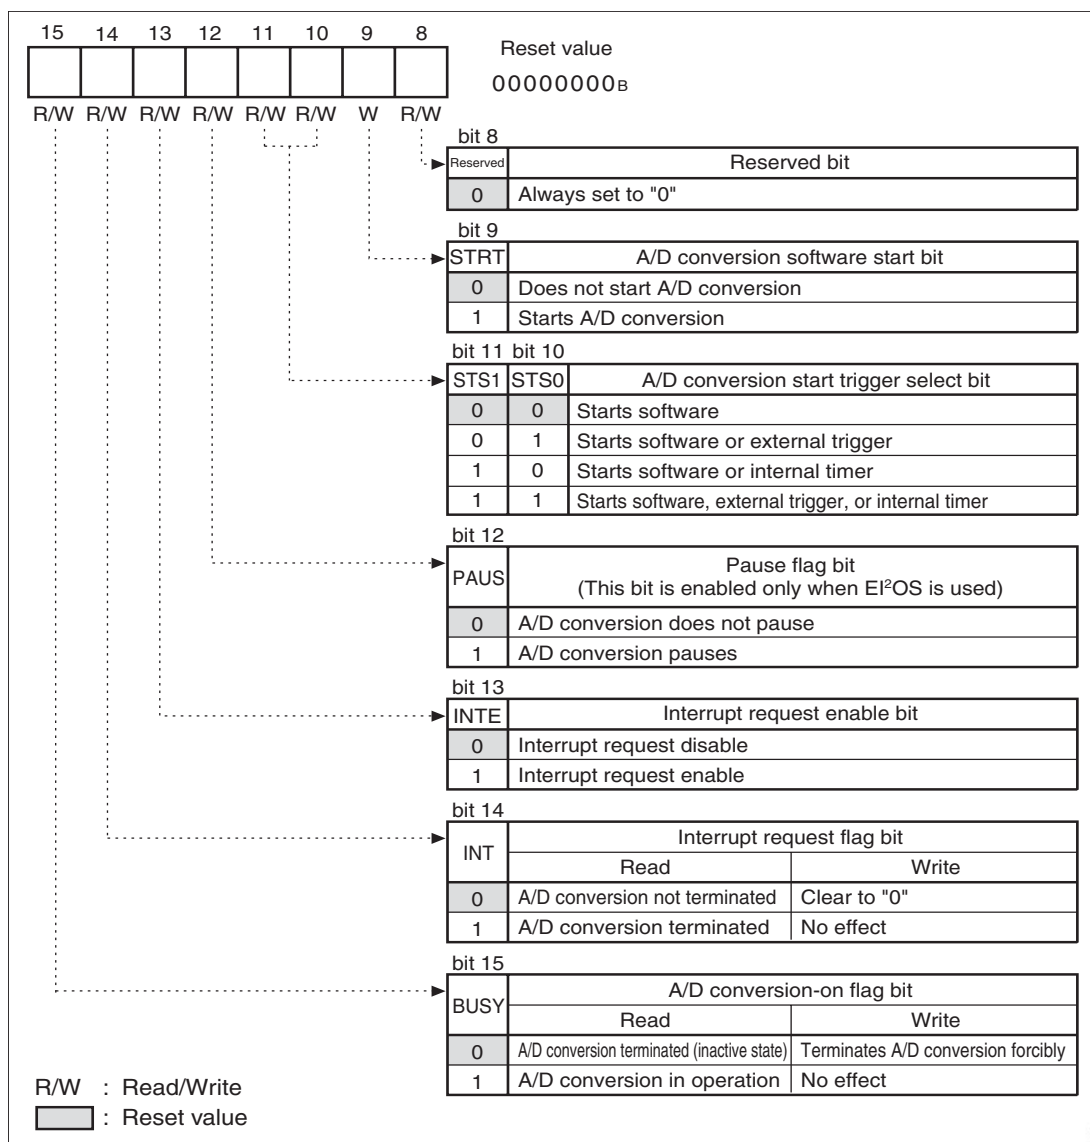 15 14 13 12 11 10 9 8
Reset value
00000000B
R/W R/W R/W R/W R/W R/W W R/W
bit 8
Reserved Reserved bit
0 Always set to "0"
bit 9
STRT A/D conversion software start bit
0 Does not start A/D conversion
1 Starts A/D conversion
bit 11 bit 10
STS1 STS0 A/D conversion start trigger select bit
0 0 Starts software
0 1 Starts software or external trigger
1 0 Starts software or internal timer
1 1 Starts software, external trigger, or internal timer
bit 12
PAUS Pause flag bit
(This bit is enabled only when EI²OS is used)
0 A/D conversion does not pause
1 A/D conversion pauses
bit 13
INTE Interrupt request enable bit
0 Interrupt request disable
1 Interrupt request enable
bit 14
INT Interrupt request flag bit
Read Write
0 A/D conversion not terminated Clear to "0"
1 A/D conversion terminated No effect
bit 15
BUSY A/D conversion-on flag bit
Read Write
0 A/D conversion terminated (inactive state) Terminates A/D conversion forcibly
1 A/D conversion in operation No effect
R/W : Read/Write
: Reset value